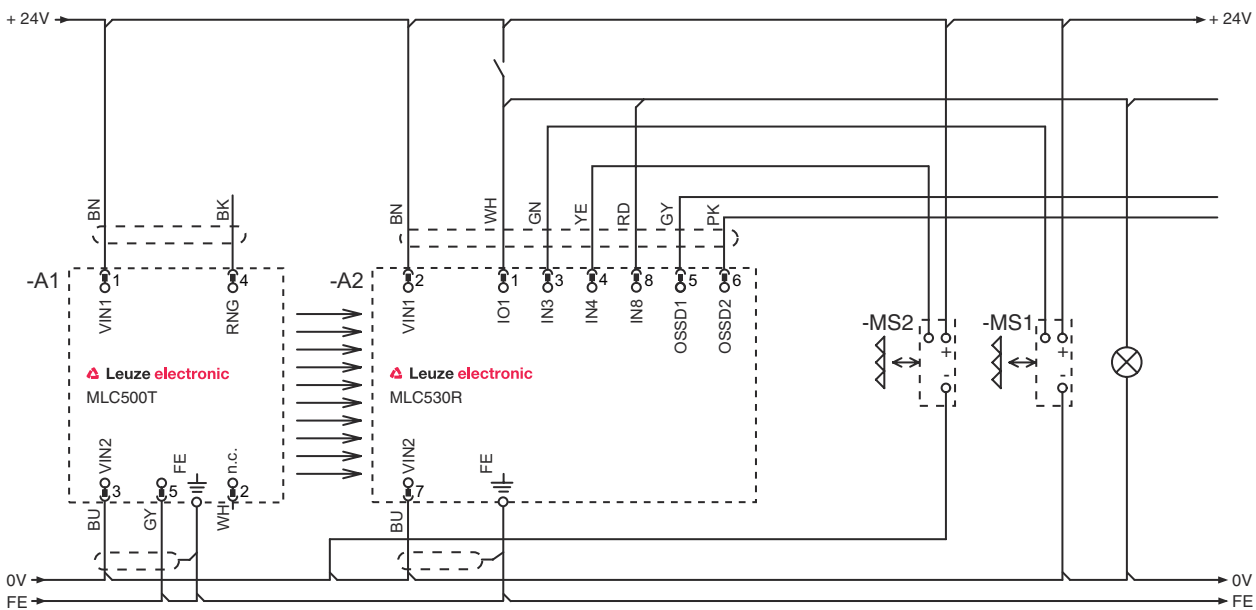 + 24V
+ 24V
BN
BK
BN
WH
GN
YE
RD
GY
PK
-A1
1
4
-A2
2
1
3
4
8
5
6
VIN1
RNG
VIN1
IO1
IN3
IN4
IN8
OSSD1
OSSD2
-MS2
-MS1
+
+
-
-
Leuze electronic
MLC500T
Leuze electronic
MLC530R
VIN2
FE
n.c.
VIN2
FE
3
5
2
7
BU
GY
WH
BU
0V
0V
FE
FE